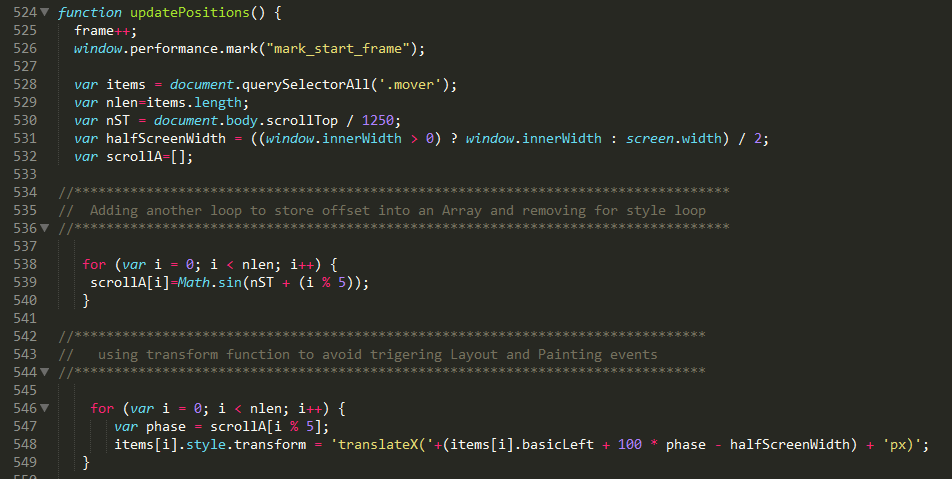 524 function updatePositions() {
525 frame++;
526 window.performance.mark("mark_start_frame");
527
528 var items = document.querySelectorAll('.mover');
529 var nlen=items.length;
530 var nST = document.body.scrollTop / 1250;
531 var halfScreenWidth = ((window.innerWidth > 0) ? window.innerWidth : screen.width) / 2;
532 var scrollA=[];
533
534 //**********************************************************************************
535 // Adding another loop to store offset into an Array and removing for style loop
536 //**********************************************************************************
537
538 for (var i = 0; i < nlen; i++) {
539 scrollA[i]=Math.sin(nST + (i % 5));
540 }
541
542 //*******************************************************************************
543 // using transform function to avoid trigering Layout and Painting events
544 //*******************************************************************************
545
546 for (var i = 0; i < nlen; i++) {
547 var phase = scrollA[i % 5];
548 items[i].style.transform = 'translateX('+(items[i].basicLeft + 100 * phase - halfScreenWidth) + 'px)';
549 }